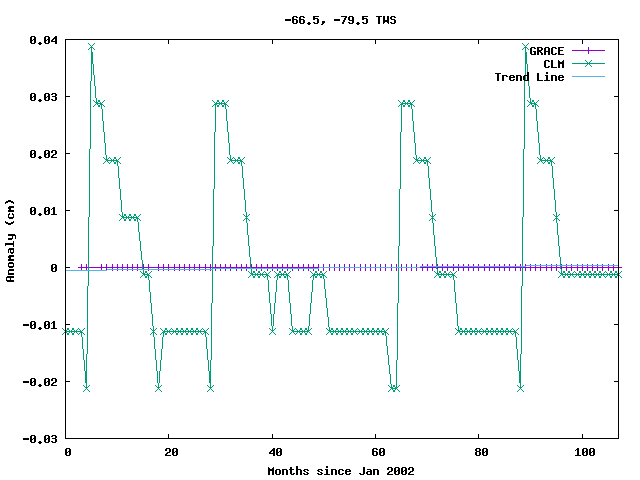 -66.5, -79.5 TWS
0.04
GRACE
CLM
Trend Line
0.03
0.02
0.01
0
-0.01
-0.02
-0.03
Anomaly (cm)
0 20 40 60 80 100
Months since Jan 2002